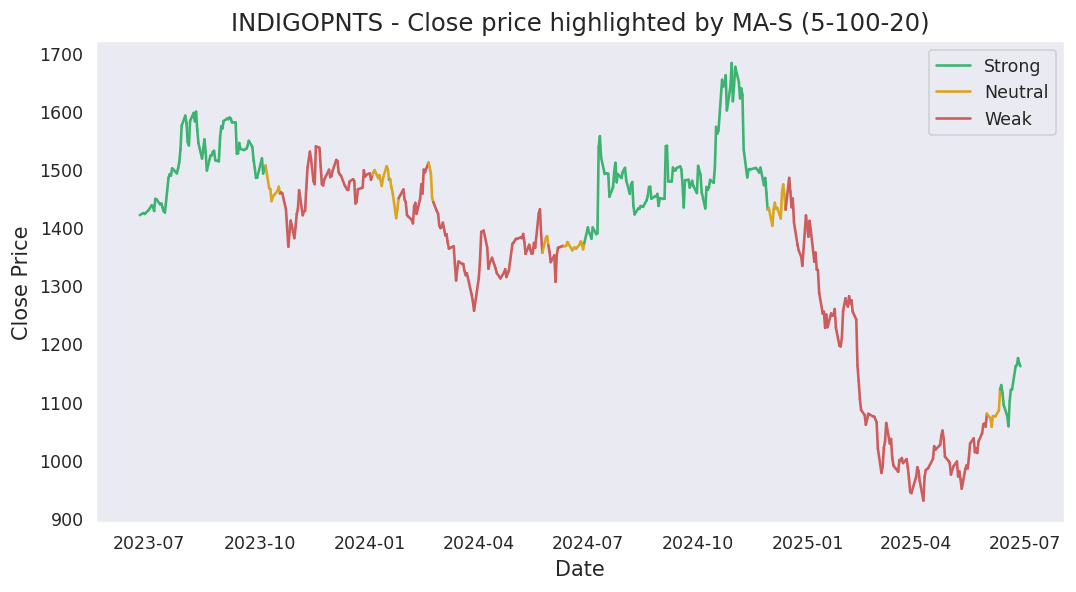 INDIGOPNTS - Close price highlighted by MA-S (5-100-20)
Strong
Neutral
Weak
Close Price
1700
1600
1500
1400
1300
1200
1100
1000
900
2023-07 2023-10 2024-01 2024-04 2024-07 2024-10 2025-01 2025-04 2025-07
Date